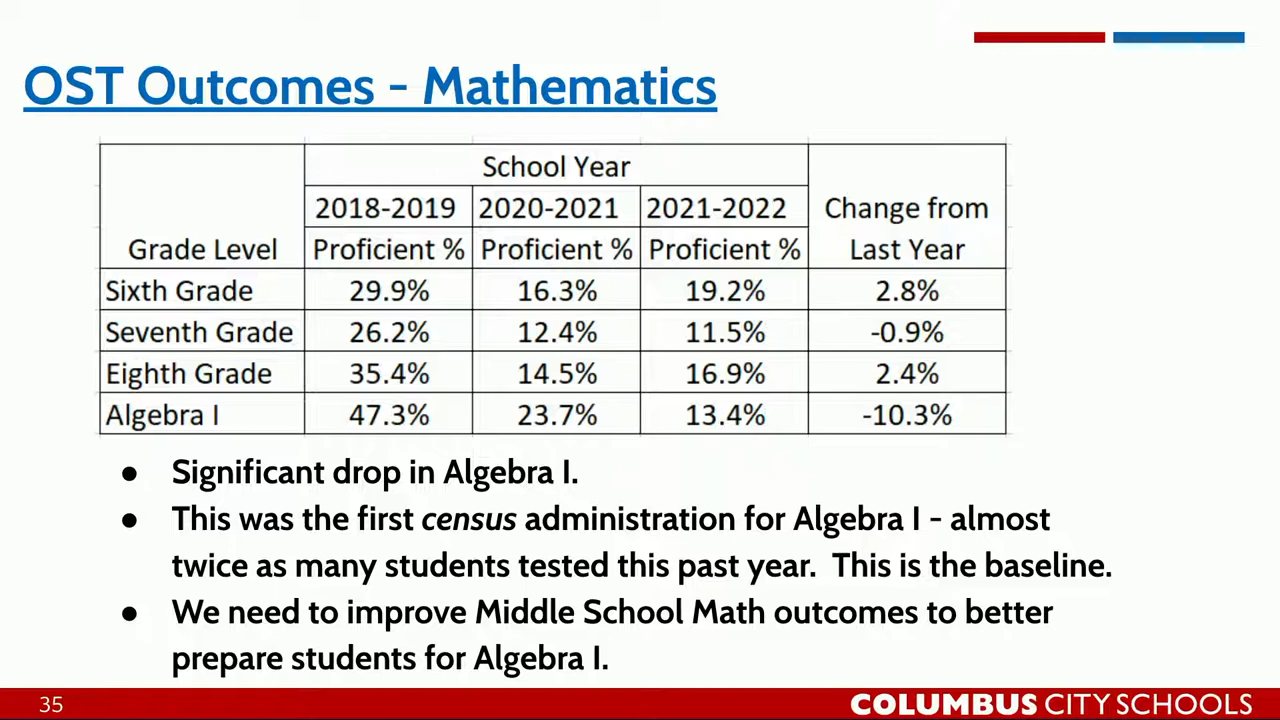 OST Outcomes - Mathematics
School Year
2018-2019 2020-2021 2021-2022 Change from
Grade Level Proficient % Proficient % Proficient % Last Year
Sixth Grade 29.9% 16.3% 19.2% 2.8%
Seventh Grade 26.2% 12.4% 11.5% -0.9%
Eighth Grade 35.4% 14.5% 16.9% 2.4%
Algebra I 47.3% 23.7% 13.4% -10.3%
● Significant drop in Algebra I.
● This was the first census administration for Algebra I - almost
twice as many students tested this past year. This is the baseline.
● We need to improve Middle School Math outcomes to better
prepare students for Algebra I.
35 COLUMBUS CITY SCHOOLS